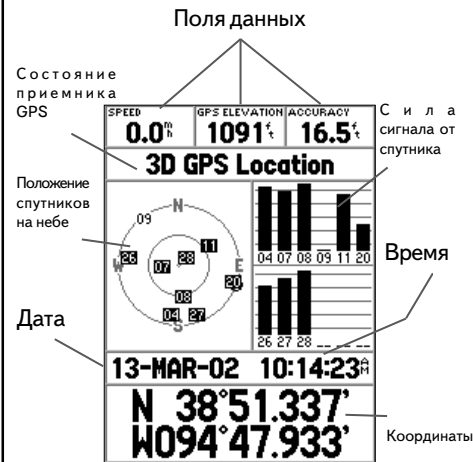 Поля данных
Состояние
приемника
GPS
SPEED GPS ELEVATION ACCURACY
0.0 m/h 1091 ft 16.5 ft
Сила
сигнала от
спутника
3D GPS Location
Положение
спутников
на небе
N
09
11
26
W
07
28
E
20
08
04
27
S
04 07 08 09 11 20
26 27 28
Время
Дата
13-MAR-02 10:14:23 AM
N 38°51.337'
W094°47.933'
Координаты